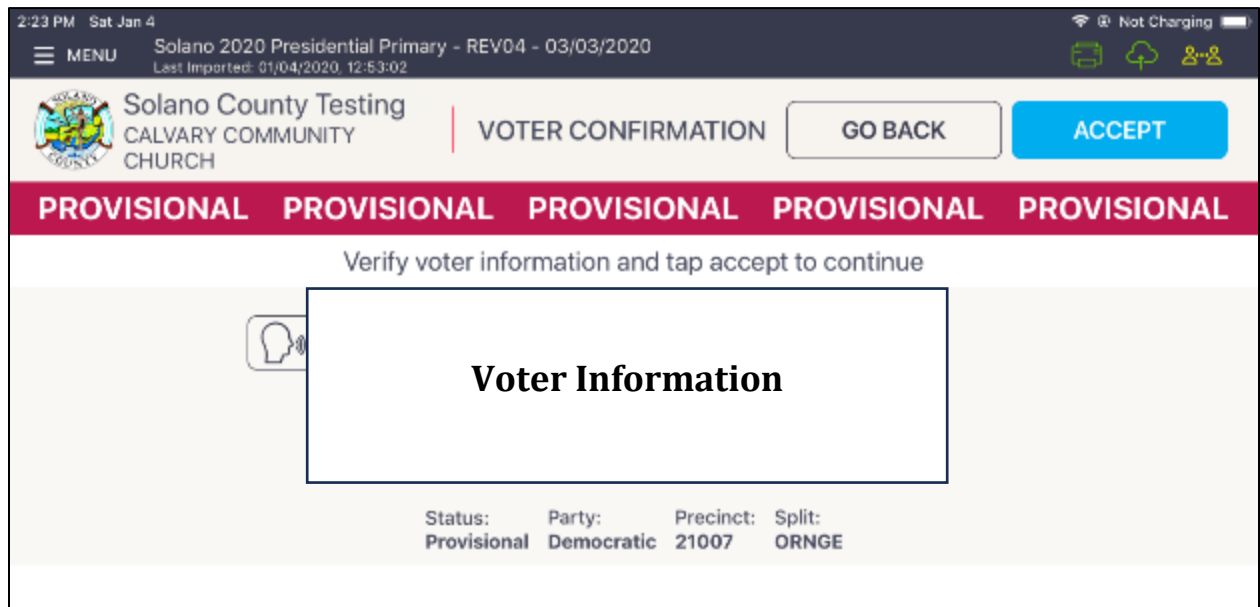 2:23 PM Sat Jan 4
Not Charging
MENU
Solano 2020 Presidential Primary - REV04 - 03/03/2020
Last Imported: 01/04/2020, 12:53:02
Solano County Testing
CALVARY COMMUNITY
CHURCH
VOTER CONFIRMATION
GO BACK
ACCEPT
PROVISIONAL PROVISIONAL PROVISIONAL PROVISIONAL PROVISIONAL
Verify voter information and tap accept to continue
Voter Information
Status: Party: Precinct: Split:
Provisional Democratic 21007 ORNGE